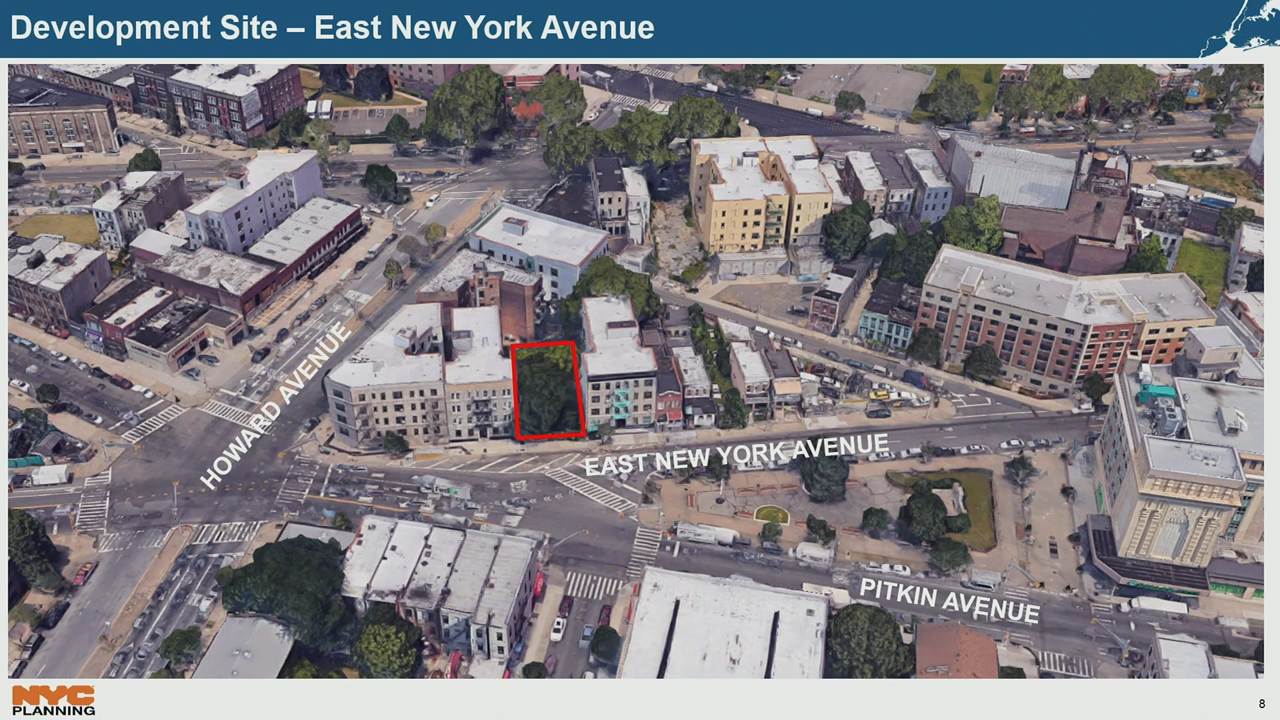 Development Site – East New York Avenue
HOWARD AVENUE
EAST NEW YORK AVENUE
PITKIN AVENUE
NYC
PLANNING
8